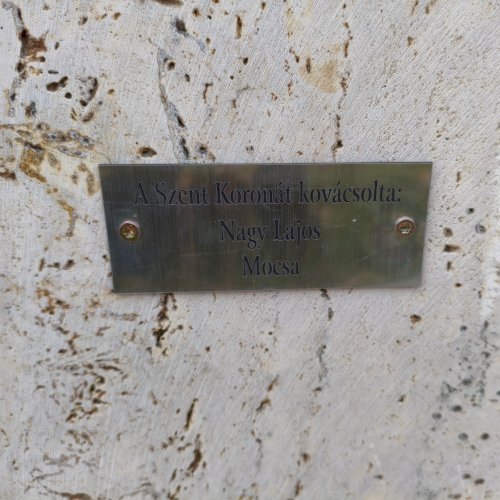 A Szent Koronát kovácsolta:
Nagy Lajos
Mocsa